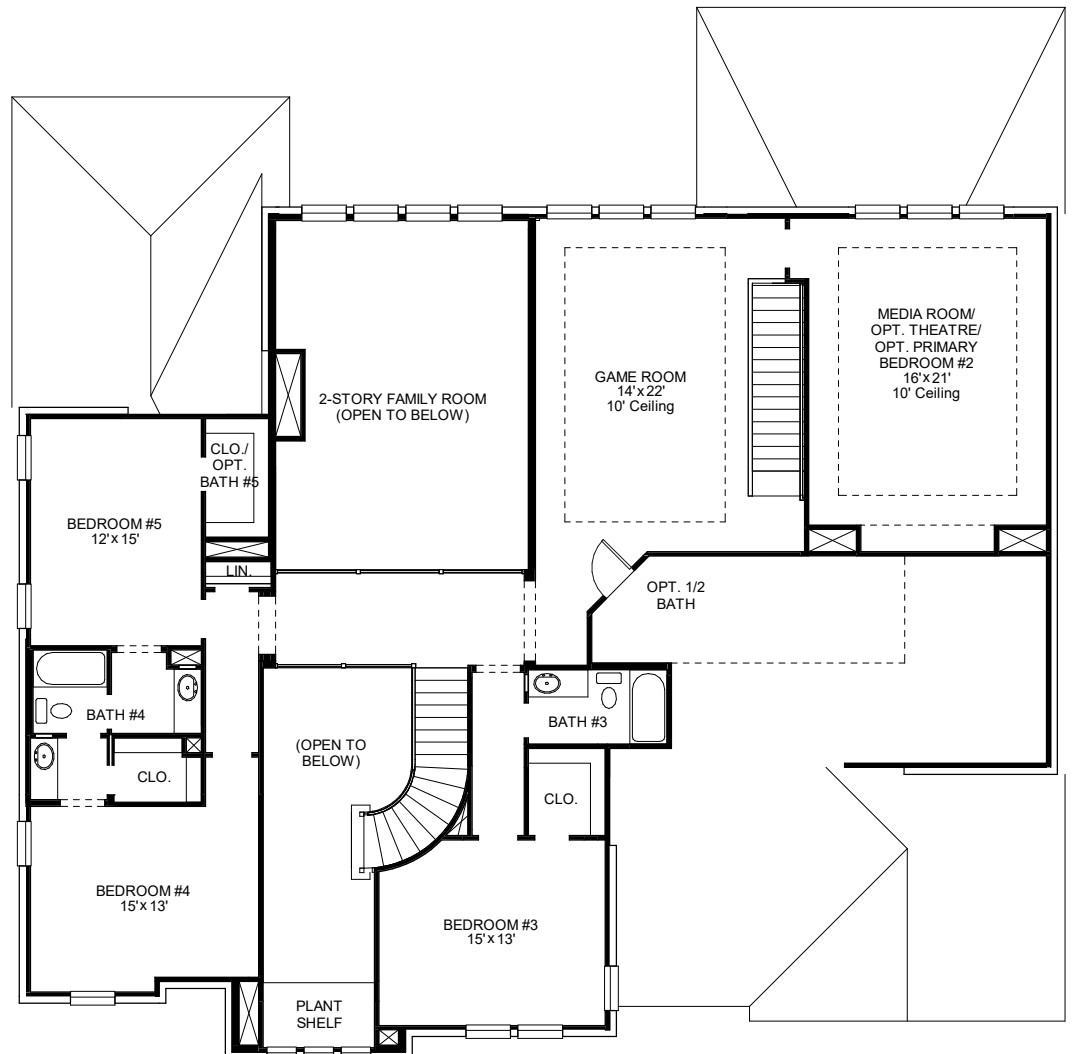 MEDIA ROOM/
OPT. THEATRE/
OPT. PRIMARY
BEDROOM #2
16'x 21'
10' Ceiling
GAME ROOM
14'x 22'
10' Ceiling
2-STORY FAMILY ROOM
(OPEN TO BELOW)
CLO./
OPT.
BATH #5
BEDROOM #5
12'x 15'
LIN.
OPT. 1/2
BATH
BATH #4
BATH #3
(OPEN TO
BELOW)
CLO.
CLO.
BEDROOM #4
15'x 13'
BEDROOM #3
15'x 13'
PLANT
SHELF